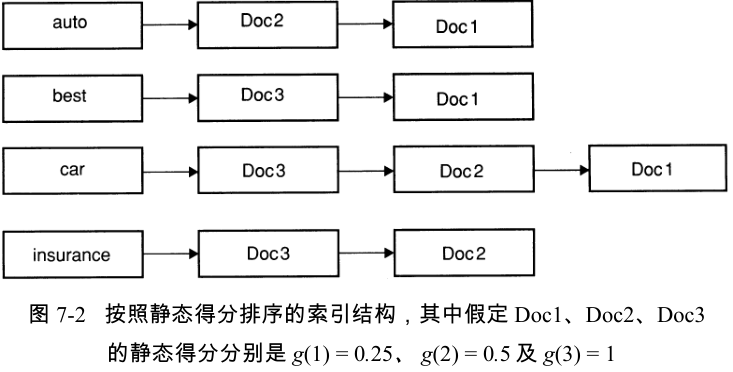 auto Doc2 Doc1
best Doc3 Doc1
car Doc3 Doc2 Doc1
insurance Doc3 Doc2
图 7-2 按照静态得分排序的索引结构，其中假定 Doc1、Doc2、Doc3
的静态得分分别是 g(1) = 0.25、 g(2) = 0.5 及 g(3) = 1